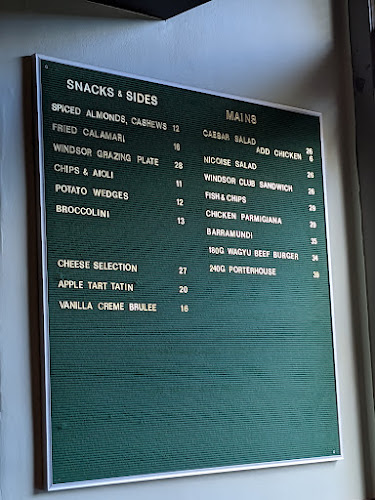 SNACKS & SIDES
SPICED ALMONDS, CASHEWS 12
FRIED CALAMARI 18
WINDSOR GRAZING PLATE 28
CHIPS & AIOLI 11
POTATO WEDGES 12
BROCCOLINI 13
CHEESE SELECTION 27
APPLE TART TATIN 20
VANILLA CREME BRULEE 16
MAINS
CAESAR SALAD 26
ADD CHICKEN 6
NICOISE SALAD 26
WINDSOR CLUB SANDWICH 26
FISH & CHIPS 29
CHICKEN PARMIGIANA 29
BARRAMUNDI 35
180G WAGYU BEEF BURGER 34
240G PORTERHOUSE